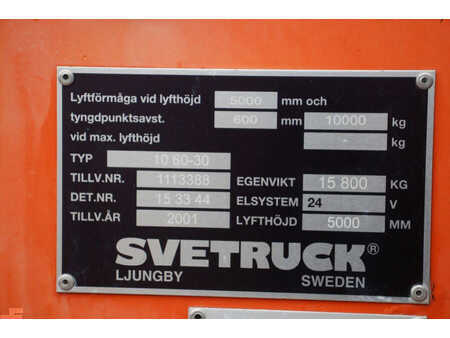 Lyftförmåga vid lyfthöjd 5000 mm och
tyngdpunktsavst. 600 mm 10000 kg
vid max. lyfthöjd kg
TYP 10 60-30
TILLV.NR. 1113388 EGENVIKT 15 800 KG
DET.NR. 15 33 44 ELSYSTEM 24 V
TILLV.ÅR 2001 LYFTHÖJD 5000 MM
SVETRUCK®
LJUNGBY SWEDEN